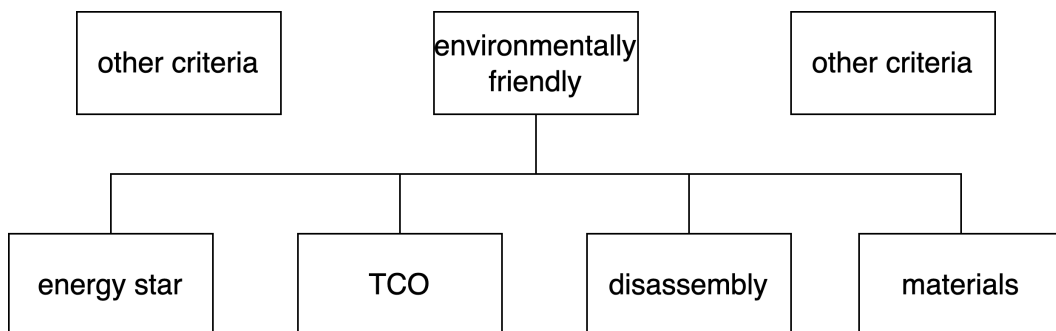 other criteria
environmentally
friendly
other criteria
energy star
TCO
disassembly
materials